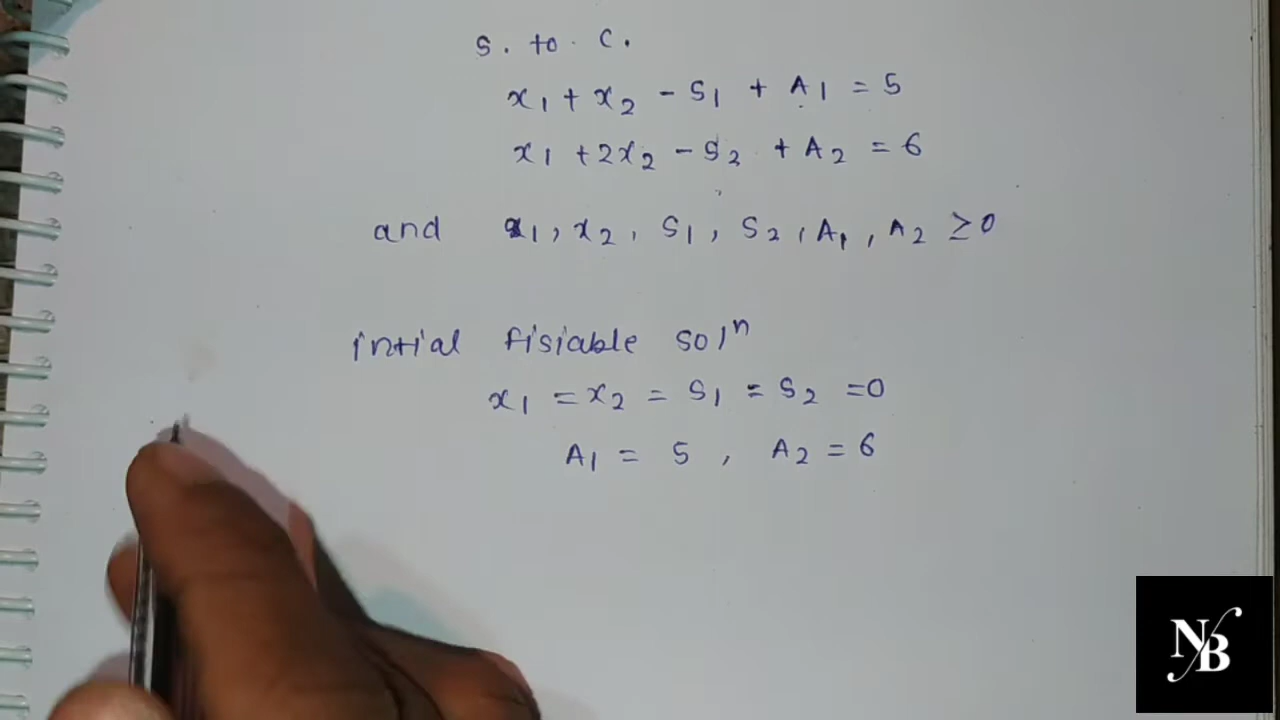 S. to. C.
x1 + x2 - S1 + A1 = 5
x1 + 2x2 - S2 + A2 = 6
and x1, x2, S1, S2, A1, A2 ≥ 0
intial fisiable solⁿ
x1 = x2 = S1 = S2 = 0
A1 = 5, A2 = 6
NB